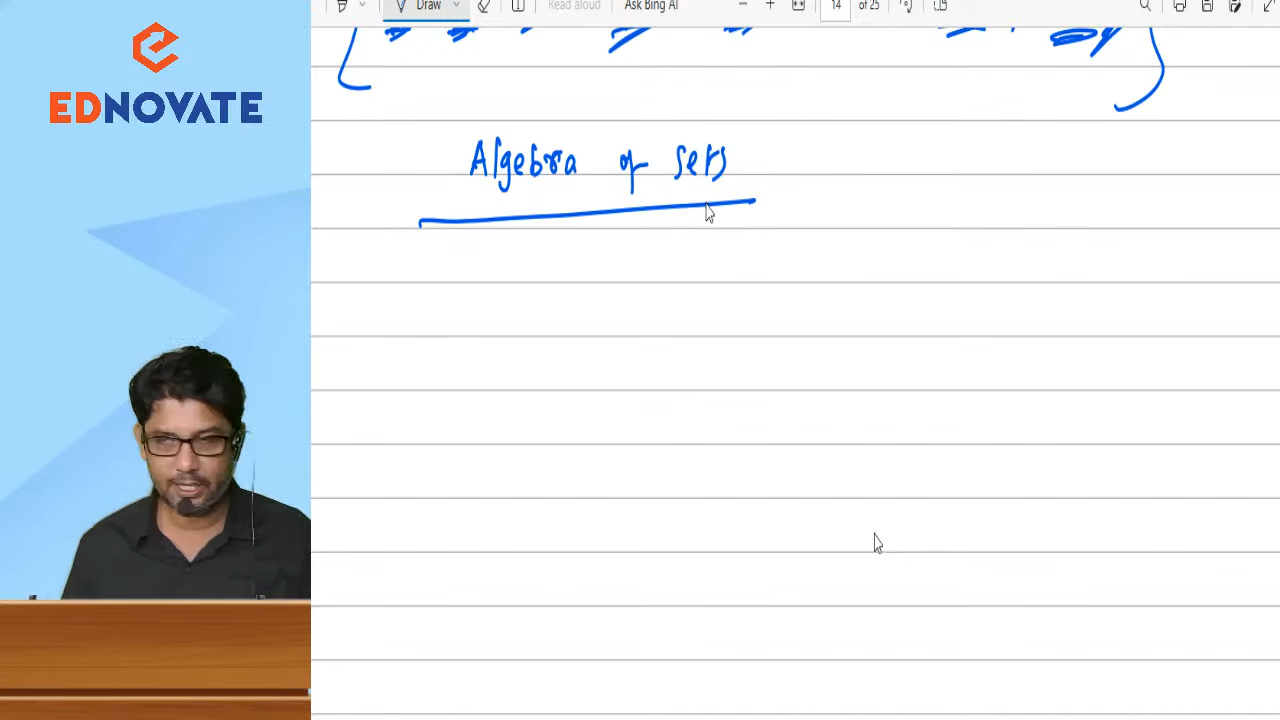 Draw
Read aloud
Ask Bing AI
14 of 25
EDNOVATE
Algebra of sets